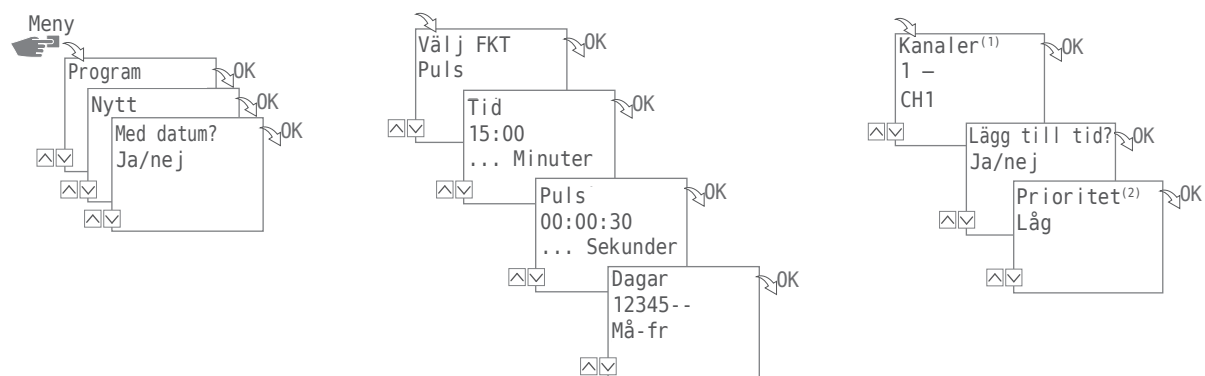 Meny
Program
OK
Nytt
OK
Med datum?
OK
Ja/nej
Välj FKT
OK
Puls
Tid
OK
15:00
... Minuter
Puls
OK
00:00:30
... Sekunder
Dagar
OK
12345--
Må-fr
Kanaler(1)
OK
1 –
CH1
Lägg till tid?
OK
Ja/nej
Prioritet(2)
OK
Låg